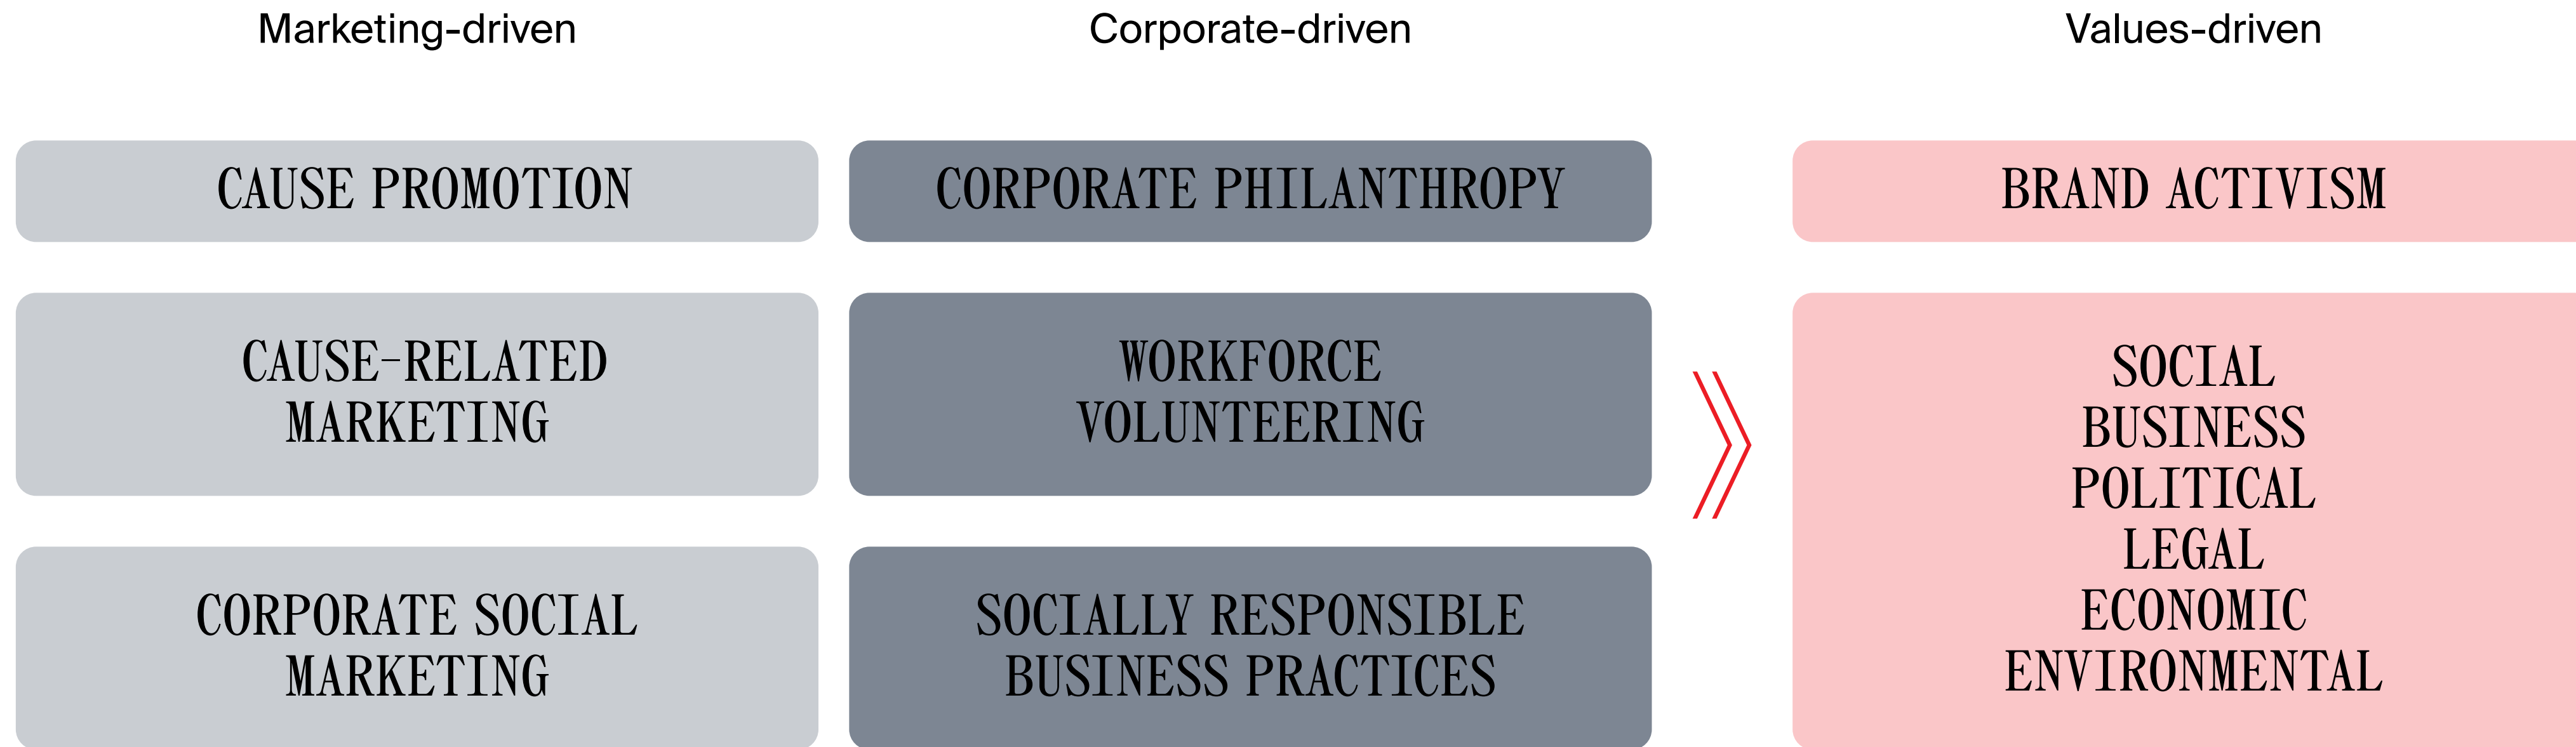 Marketing-driven
Corporate-driven
Values-driven
CAUSE PROMOTION
CORPORATE PHILANTHROPY
BRAND ACTIVISM
CAUSE-RELATED
MARKETING
WORKFORCE
VOLUNTEERING
CORPORATE SOCIAL
MARKETING
SOCIALLY RESPONSIBLE
BUSINESS PRACTICES
SOCIAL
BUSINESS
POLITICAL
LEGAL
ECONOMIC
ENVIRONMENTAL